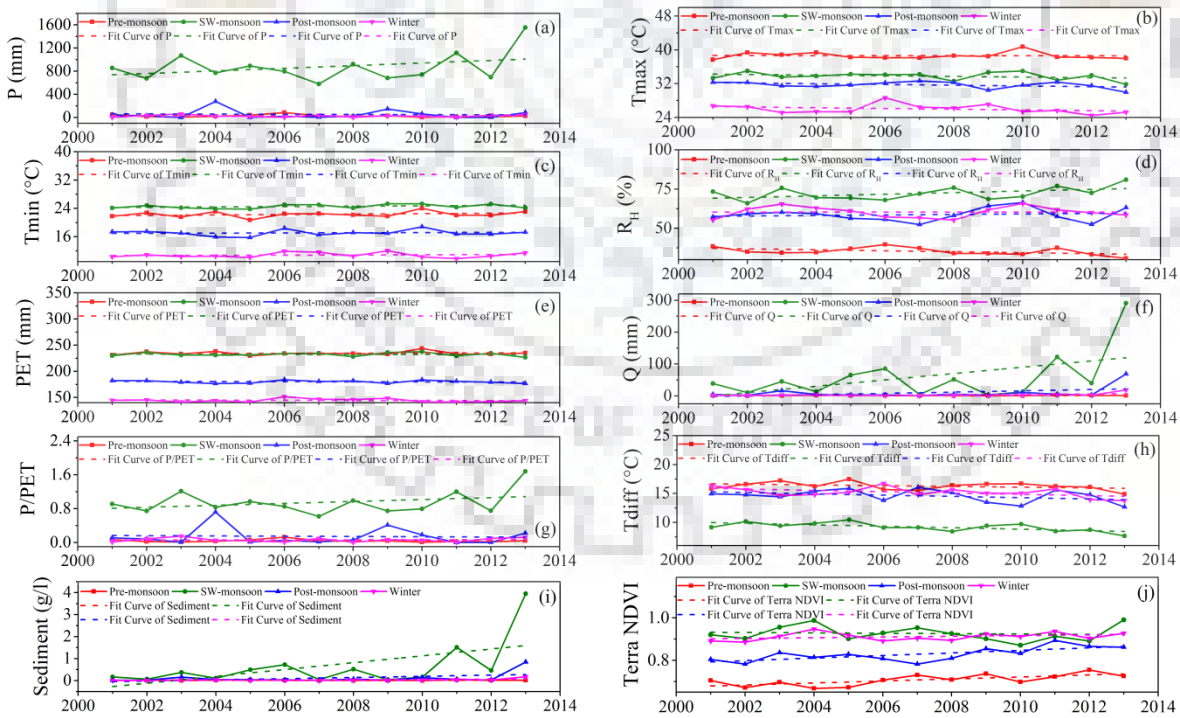 Pre-monsoon SW-monsoon Post-monsoon Winter
Fit Curve of P Fit Curve of P Fit Curve of P Fit Curve of P
(a)
P (mm)
1600
1200
800
400
0
2000 2002 2004 2006 2008 2010 2012 2014
Pre-monsoon SW-monsoon Post-monsoon Winter
Fit Curve of Tmax Fit Curve of Tmax Fit Curve of Tmax Fit Curve of Tmax
(b)
Tmax (°C)
48
40
32
24
2000 2002 2004 2006 2008 2010 2012 2014
Pre-monsoon SW-monsoon Post-monsoon Winter
Fit Curve of Tmin Fit Curve of Tmin Fit Curve of Tmin Fit Curve of Tmin
(c)
Tmin (°C)
40
32
24
16
2000 2002 2004 2006 2008 2010 2012 2014
Pre-monsoon SW-monsoon Post-monsoon Winter
Fit Curve of RH Fit Curve of RH Fit Curve of RH Fit Curve of RH
(d)
RH (%)
100
75
50
2000 2002 2004 2006 2008 2010 2012 2014
Pre-monsoon SW-monsoon Post-monsoon Winter
Fit Curve of PET Fit Curve of PET Fit Curve of PET Fit Curve of PET
(e)
PET (mm)
350
300
250
200
150
2000 2002 2004 2006 2008 2010 2012 2014
Pre-monsoon SW-monsoon Post-monsoon Winter
Fit Curve of Q Fit Curve of Q Fit Curve of Q Fit Curve of Q
(f)
Q (mm)
300
200
100
0
2000 2002 2004 2006 2008 2010 2012 2014
Pre-monsoon SW-monsoon Post-monsoon Winter
Fit Curve of P/PET Fit Curve of P/PET Fit Curve of P/PET Fit Curve of P/PET
(g)
P/PET
2.4
1.6
0.8
0.0
2000 2002 2004 2006 2008 2010 2012 2014
Pre-monsoon SW-monsoon Post-monsoon Winter
Fit Curve of Tdiff Fit Curve of Tdiff Fit Curve of Tdiff Fit Curve of Tdiff
(h)
Tdiff (°C)
25
20
15
10
2000 2002 2004 2006 2008 2010 2012 2014
Pre-monsoon SW-monsoon Post-monsoon Winter
Fit Curve of Sediment Fit Curve of Sediment
Fit Curve of Sediment Fit Curve of Sediment
(i)
Sediment (g/l)
4
3
2
1
0
2000 2002 2004 2006 2008 2010 2012 2014
Pre-monsoon SW-monsoon Post-monsoon Winter
Fit Curve of Terra NDVI Fit Curve of Terra NDVI
Fit Curve of Terra NDVI Fit Curve of Terra NDVI
(j)
Terra NDVI
1.0
0.8
2000 2002 2004 2006 2008 2010 2012 2014